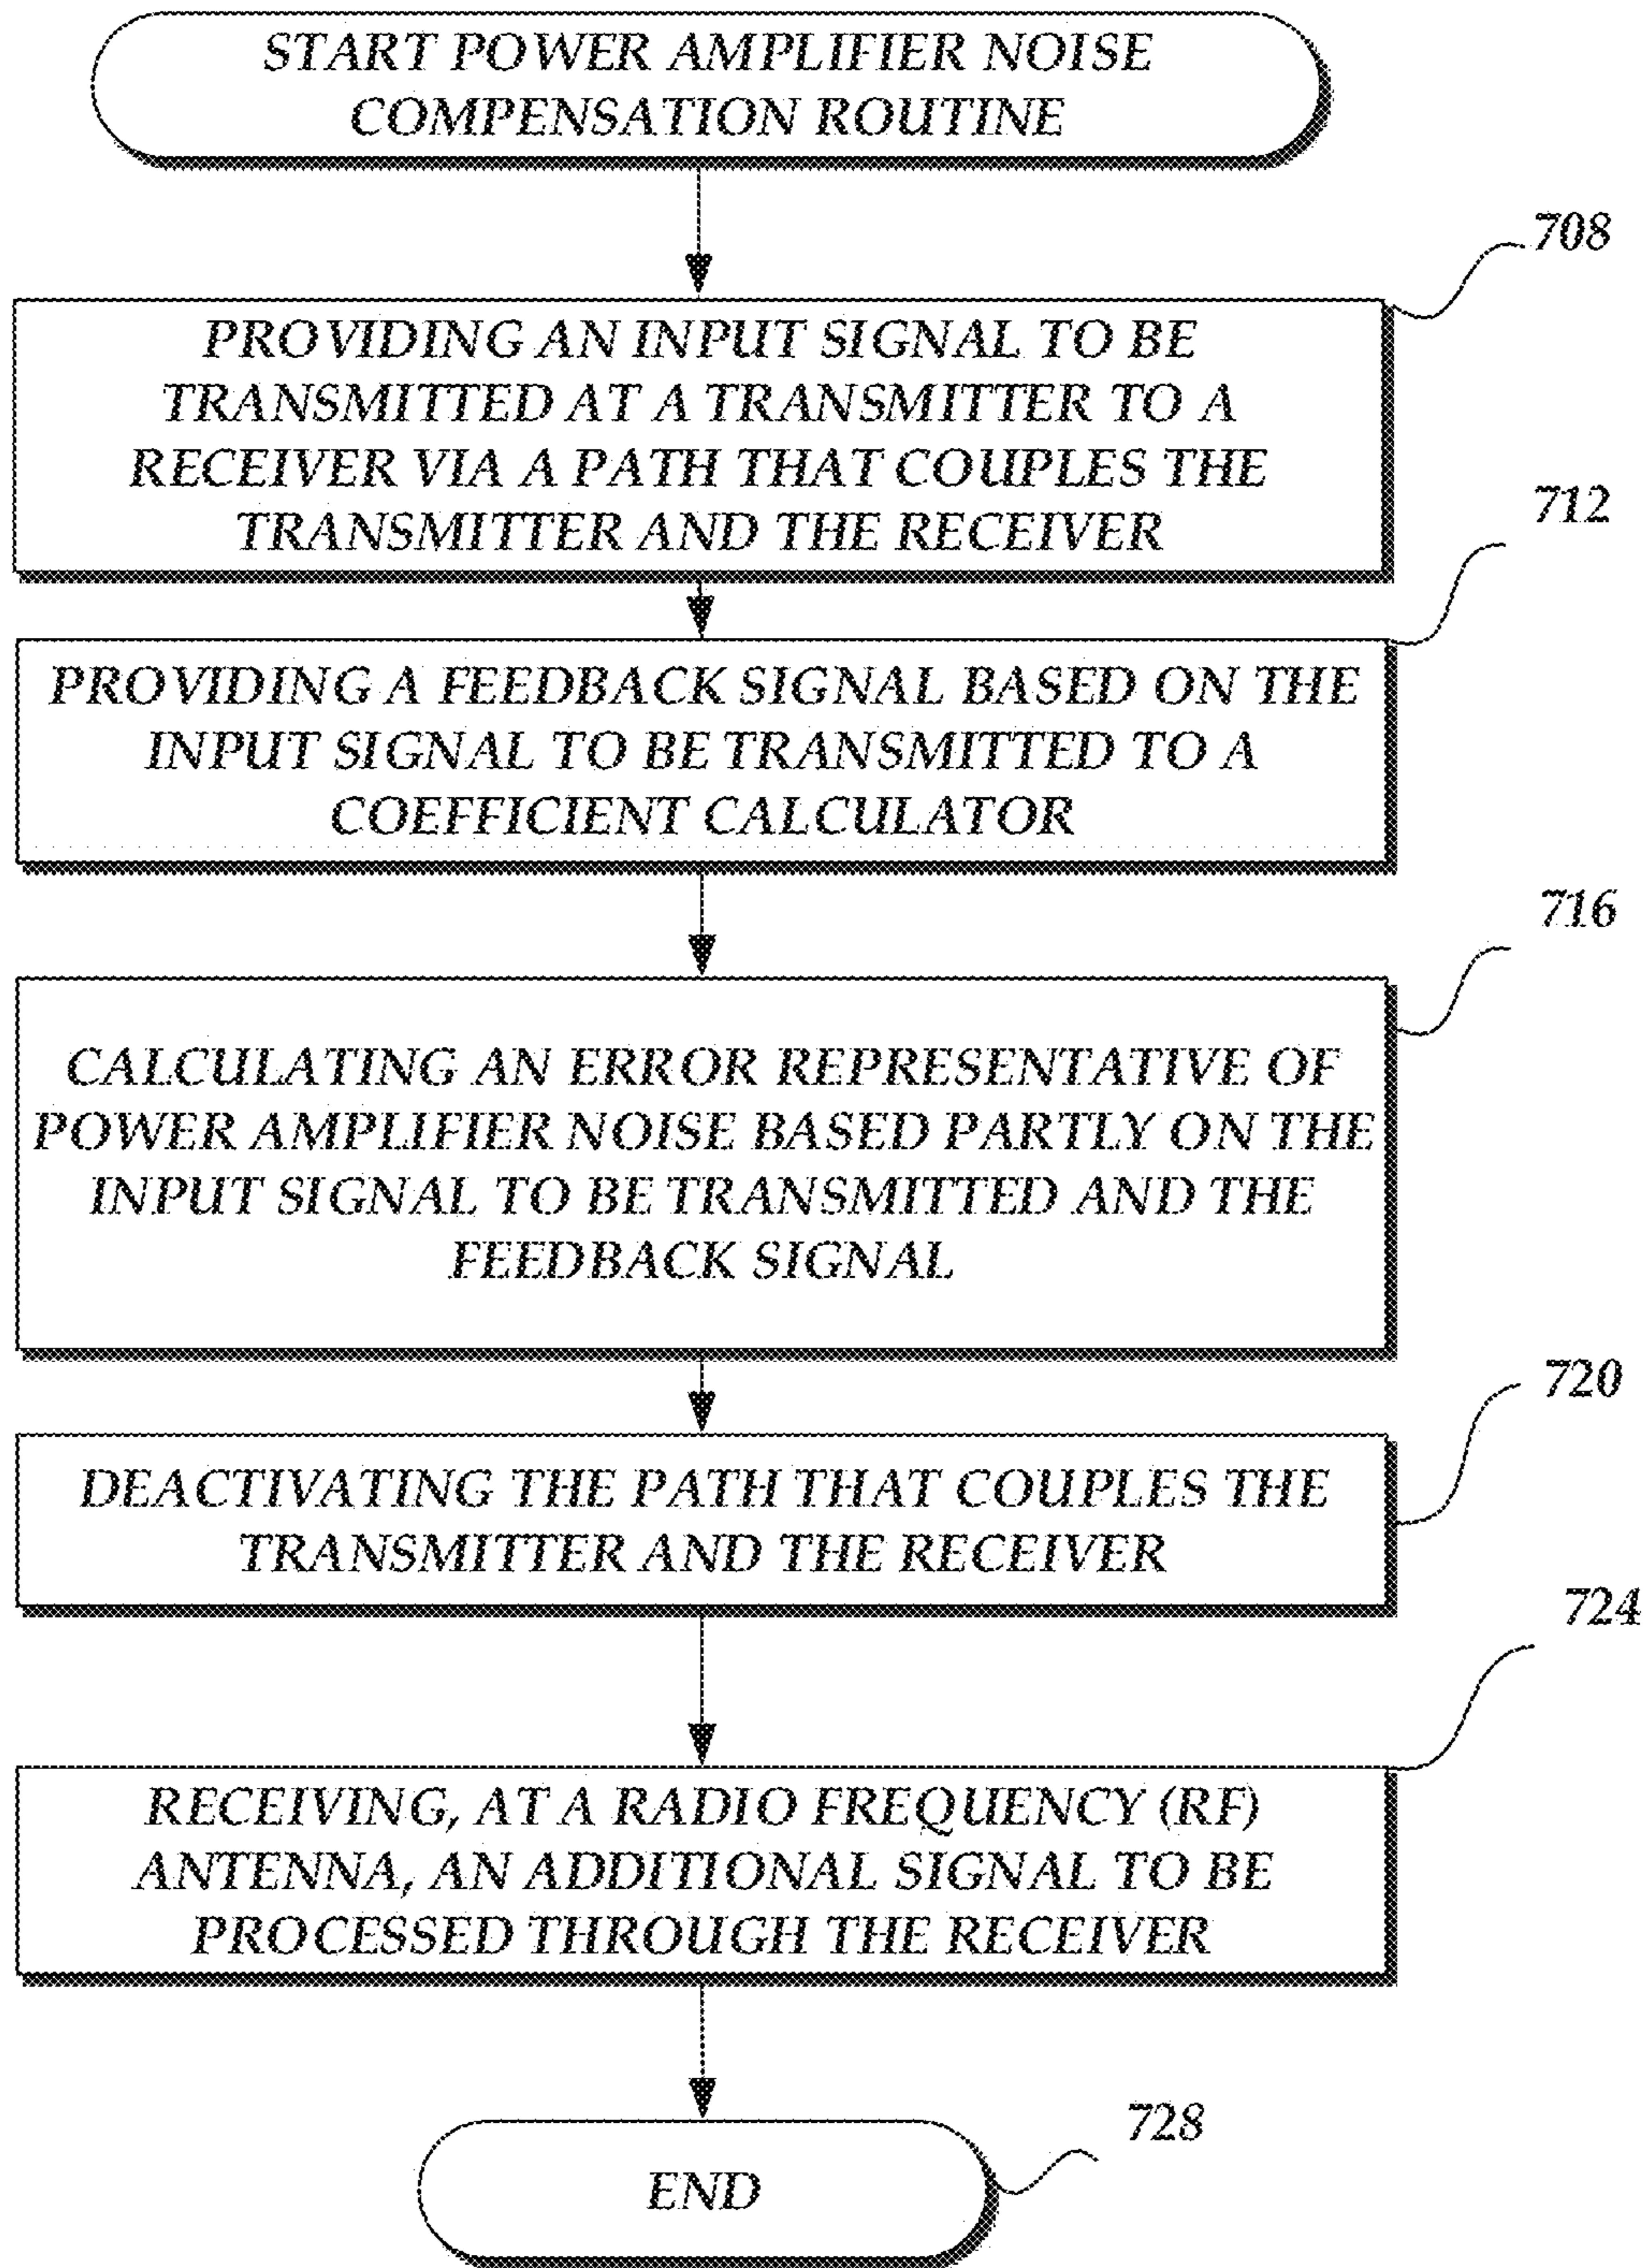 START POWER AMPLIFIER NOISE
COMPENSATION ROUTINE
708
PROVIDING AN INPUT SIGNAL TO BE
TRANSMITTED AT A TRANSMITTER TO A
RECEIVER VIA A PATH THAT COUPLES THE
TRANSMITTER AND THE RECEIVER
712
PROVIDING A FEEDBACK SIGNAL BASED ON THE
INPUT SIGNAL TO BE TRANSMITTED TO A
COEFFICIENT CALCULATOR
716
CALCULATING AN ERROR REPRESENTATIVE OF
POWER AMPLIFIER NOISE BASED PARTLY ON THE
INPUT SIGNAL TO BE TRANSMITTED AND THE
FEEDBACK SIGNAL
720
DEACTIVATING THE PATH THAT COUPLES THE
TRANSMITTER AND THE RECEIVER
724
RECEIVING, AT A RADIO FREQUENCY (RF)
ANTENNA, AN ADDITIONAL SIGNAL TO BE
PROCESSED THROUGH THE RECEIVER
728
END